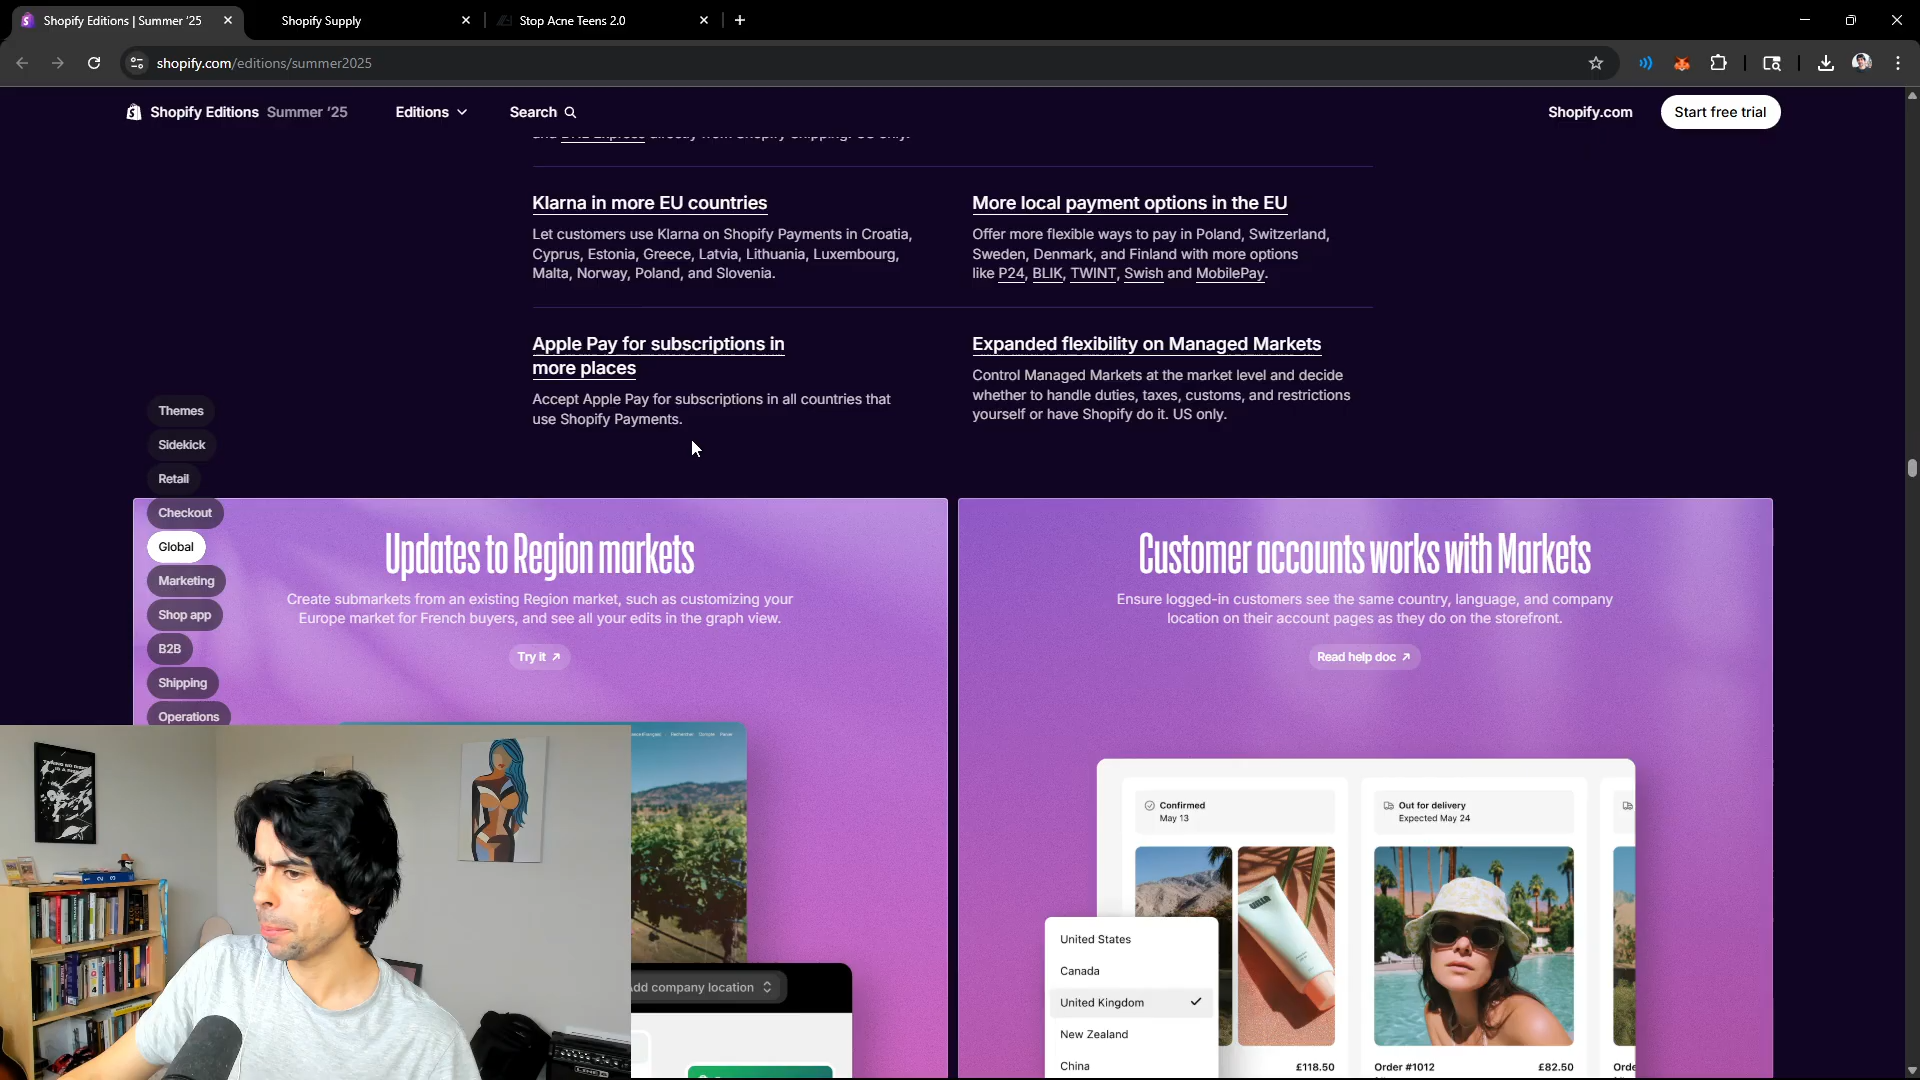 Shopify Editions | Summer '25
Shopify Supply
Stop Acne Teens 2.0
shopify.com/editions/summer2025
Shopify Editions Summer '25
Editions
Search
Shopify.com
Start free trial
Klarna in more EU countries
Let customers use Klarna on Shopify Payments in Croatia,
Cyprus, Estonia, Greece, Latvia, Lithuania, Luxembourg,
Malta, Norway, Poland, and Slovenia.
More local payment options in the EU
Offer more flexible ways to pay in Poland, Switzerland,
Sweden, Denmark, and Finland with more options
like P24, BLIK, TWINT, Swish and MobilePay.
Apple Pay for subscriptions in
more places
Accept Apple Pay for subscriptions in all countries that
use Shopify Payments.
Expanded flexibility on Managed Markets
Control Managed Markets at the market level and decide
whether to handle duties, taxes, customs, and restrictions
yourself or have Shopify do it. US only.
Themes
Sidekick
Retail
Checkout
Global
Marketing
Shop app
B2B
Shipping
Operations
Updates to Region markets
Create submarkets from an existing Region market, such as customizing your
Europe market for French buyers, and see all your edits in the graph view.
Try it
Customer accounts works with Markets
Ensure logged-in customers see the same country, language, and company
location on their account pages as they do on the storefront.
Read help doc
company location
Confirmed
May 13
Out for delivery
Expected May 24
United States
Canada
United Kingdom
New Zealand
China
£118.50
Order #1012
£82.50